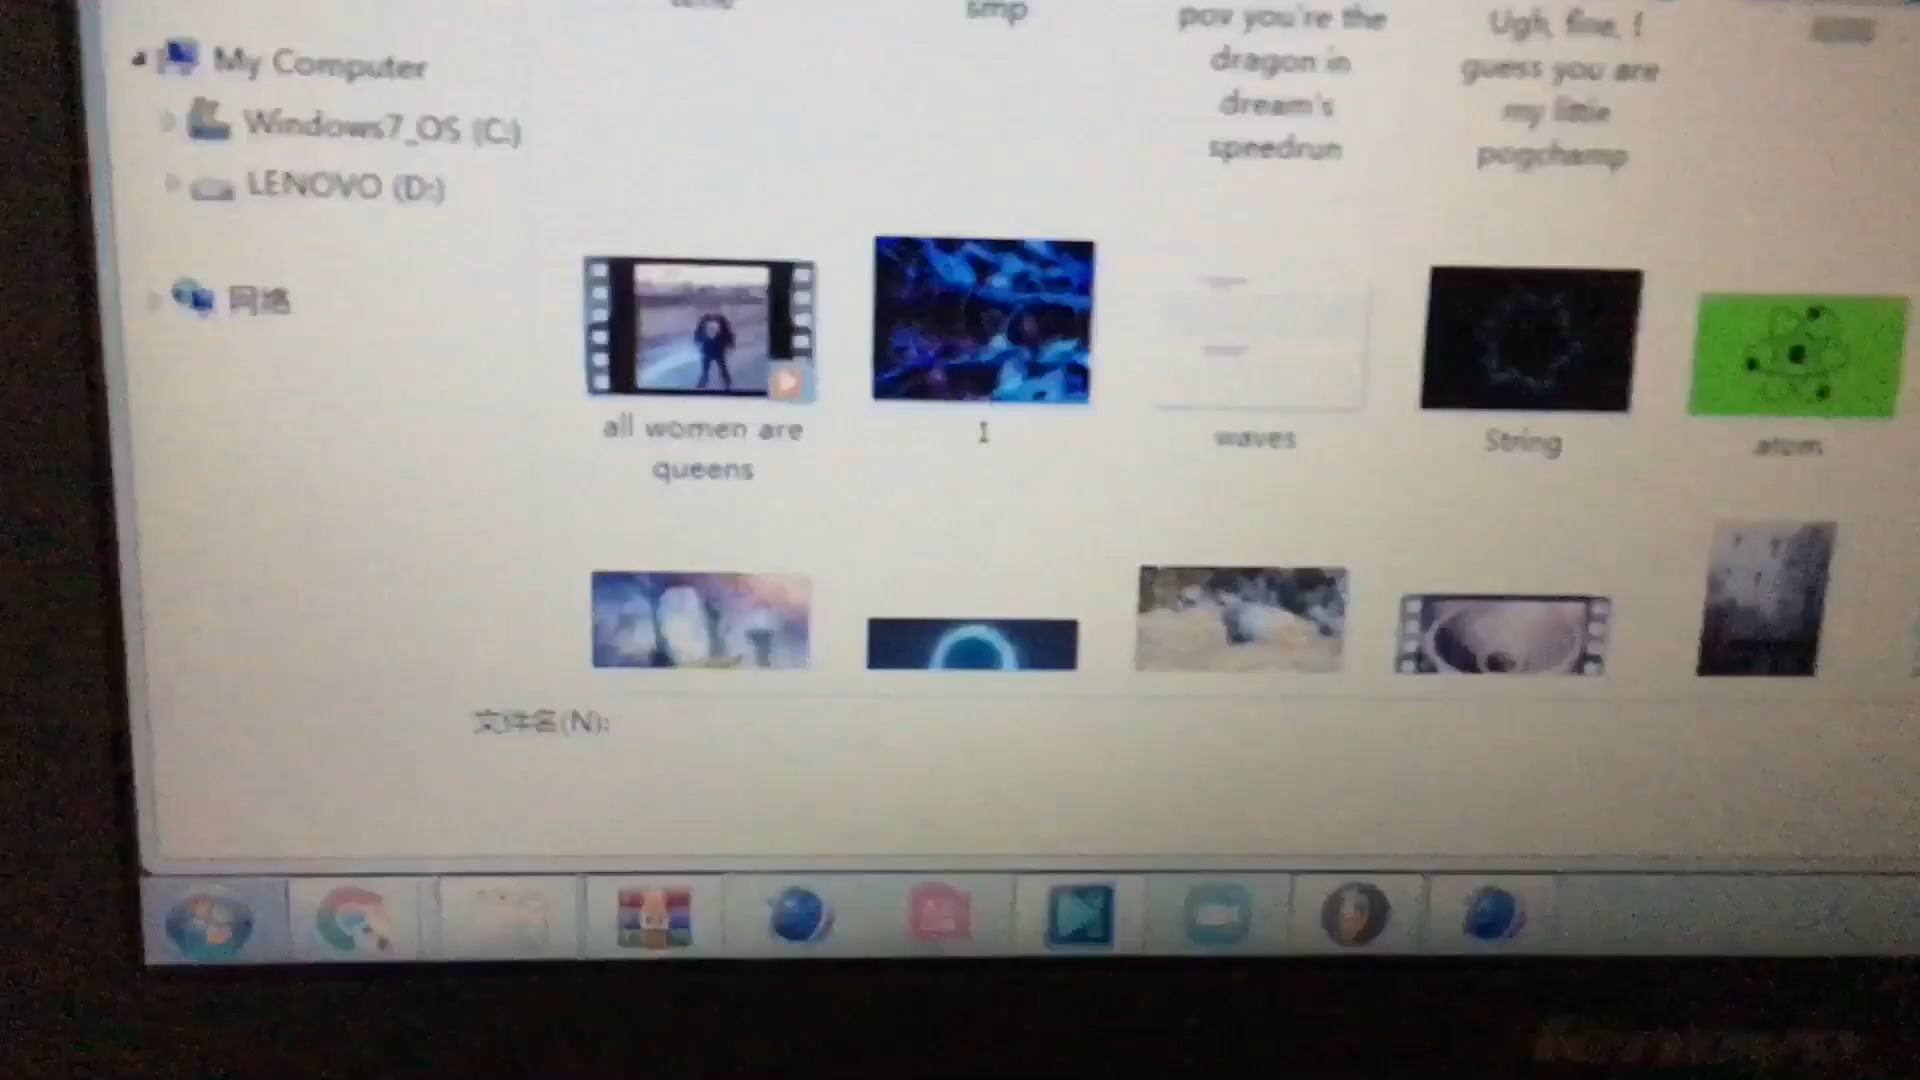 smp
pov you're the
dragon in
dream's
speedrun
Ugh, fine, I
guess you are
my little
pogchamp
My Computer
Windows7_OS (C:)
LENOVO (D:)
网络
all women are
queens
1
waves
String
atom
文件名(N):